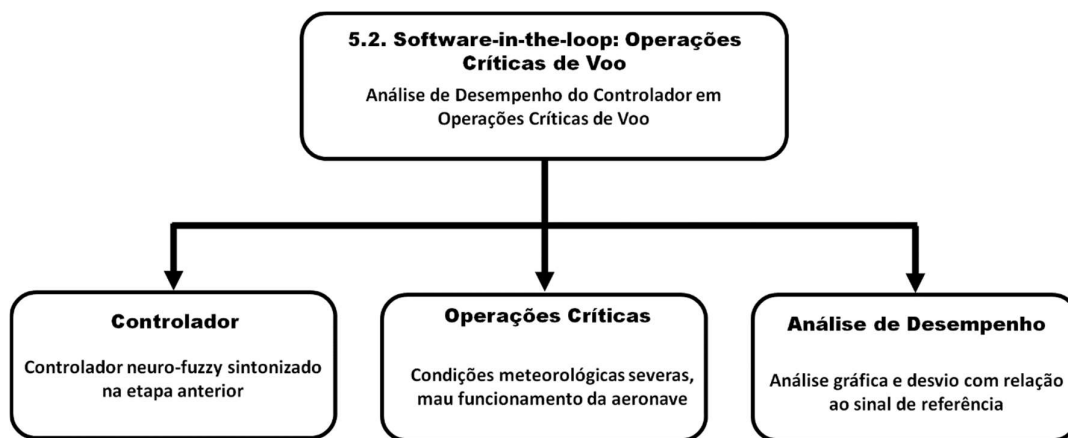 5.2. Software-in-the-loop: Operações
Críticas de Voo
Análise de Desempenho do Controlador em
Operações Críticas de Voo
Controlador
Controlador neuro-fuzzy sintonizado
na etapa anterior
Operações Críticas
Condições meteorológicas severas,
mau funcionamento da aeronave
Análise de Desempenho
Análise gráfica e desvio com relação
ao sinal de referência